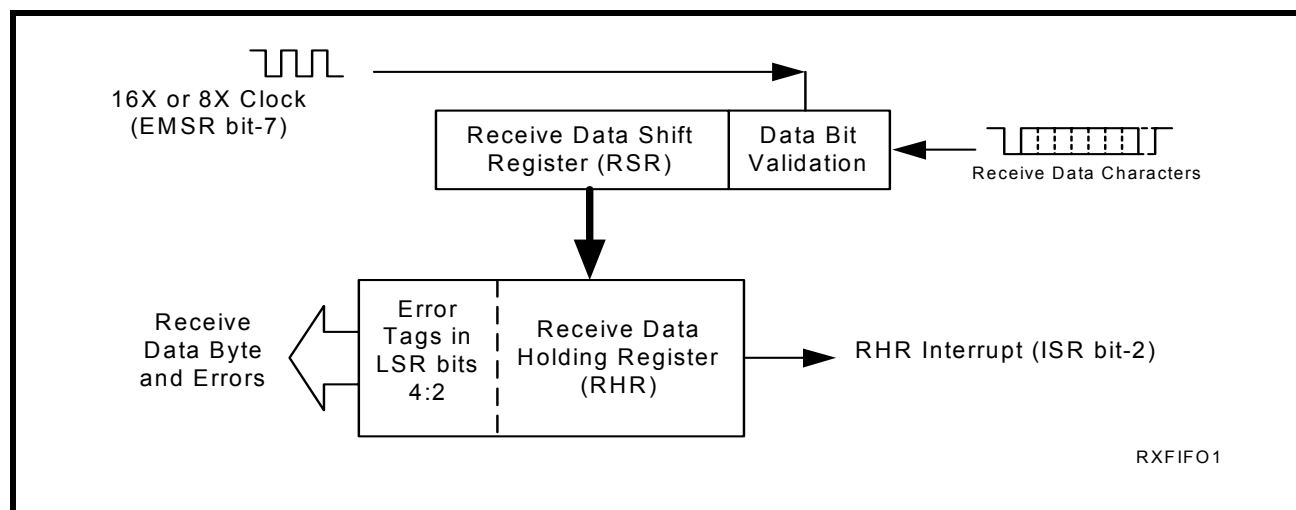 16X or 8X Clock
(EMSR bit-7)
Receive Data Shift
Register (RSR)
Data Bit
Validation
Receive Data Characters
Receive
Data Byte
and Errors
Error
Tags in
LSR bits
4:2
Receive Data
Holding Register
(RHR)
RHR Interrupt (ISR bit-2)
RXFIFO1